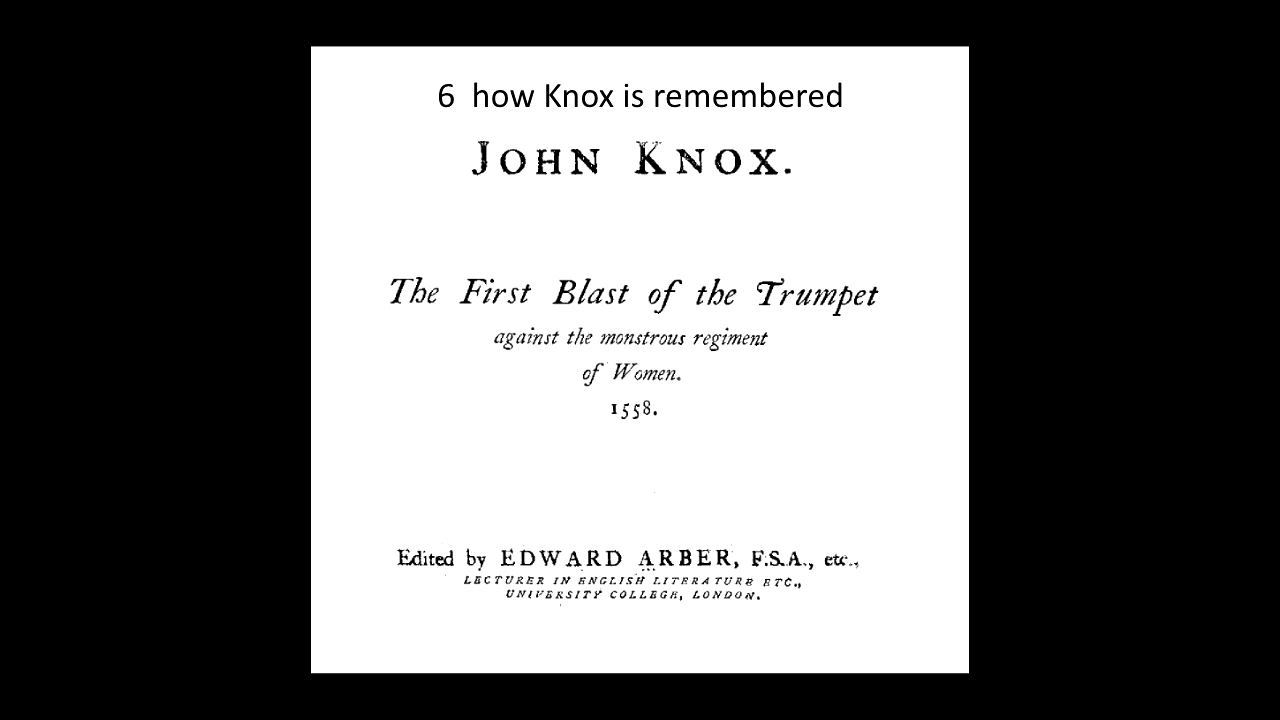 6 how Knox is remembered
JOHN KNOX.
The First Blast of the Trumpet
against the monstrous regiment
of Women.
1558.
Edited by EDWARD ARBER, F.S.A., etc.,
LECTURER IN ENGLISH LITERATURE ETC.,
UNIVERSITY COLLEGE, LONDON.